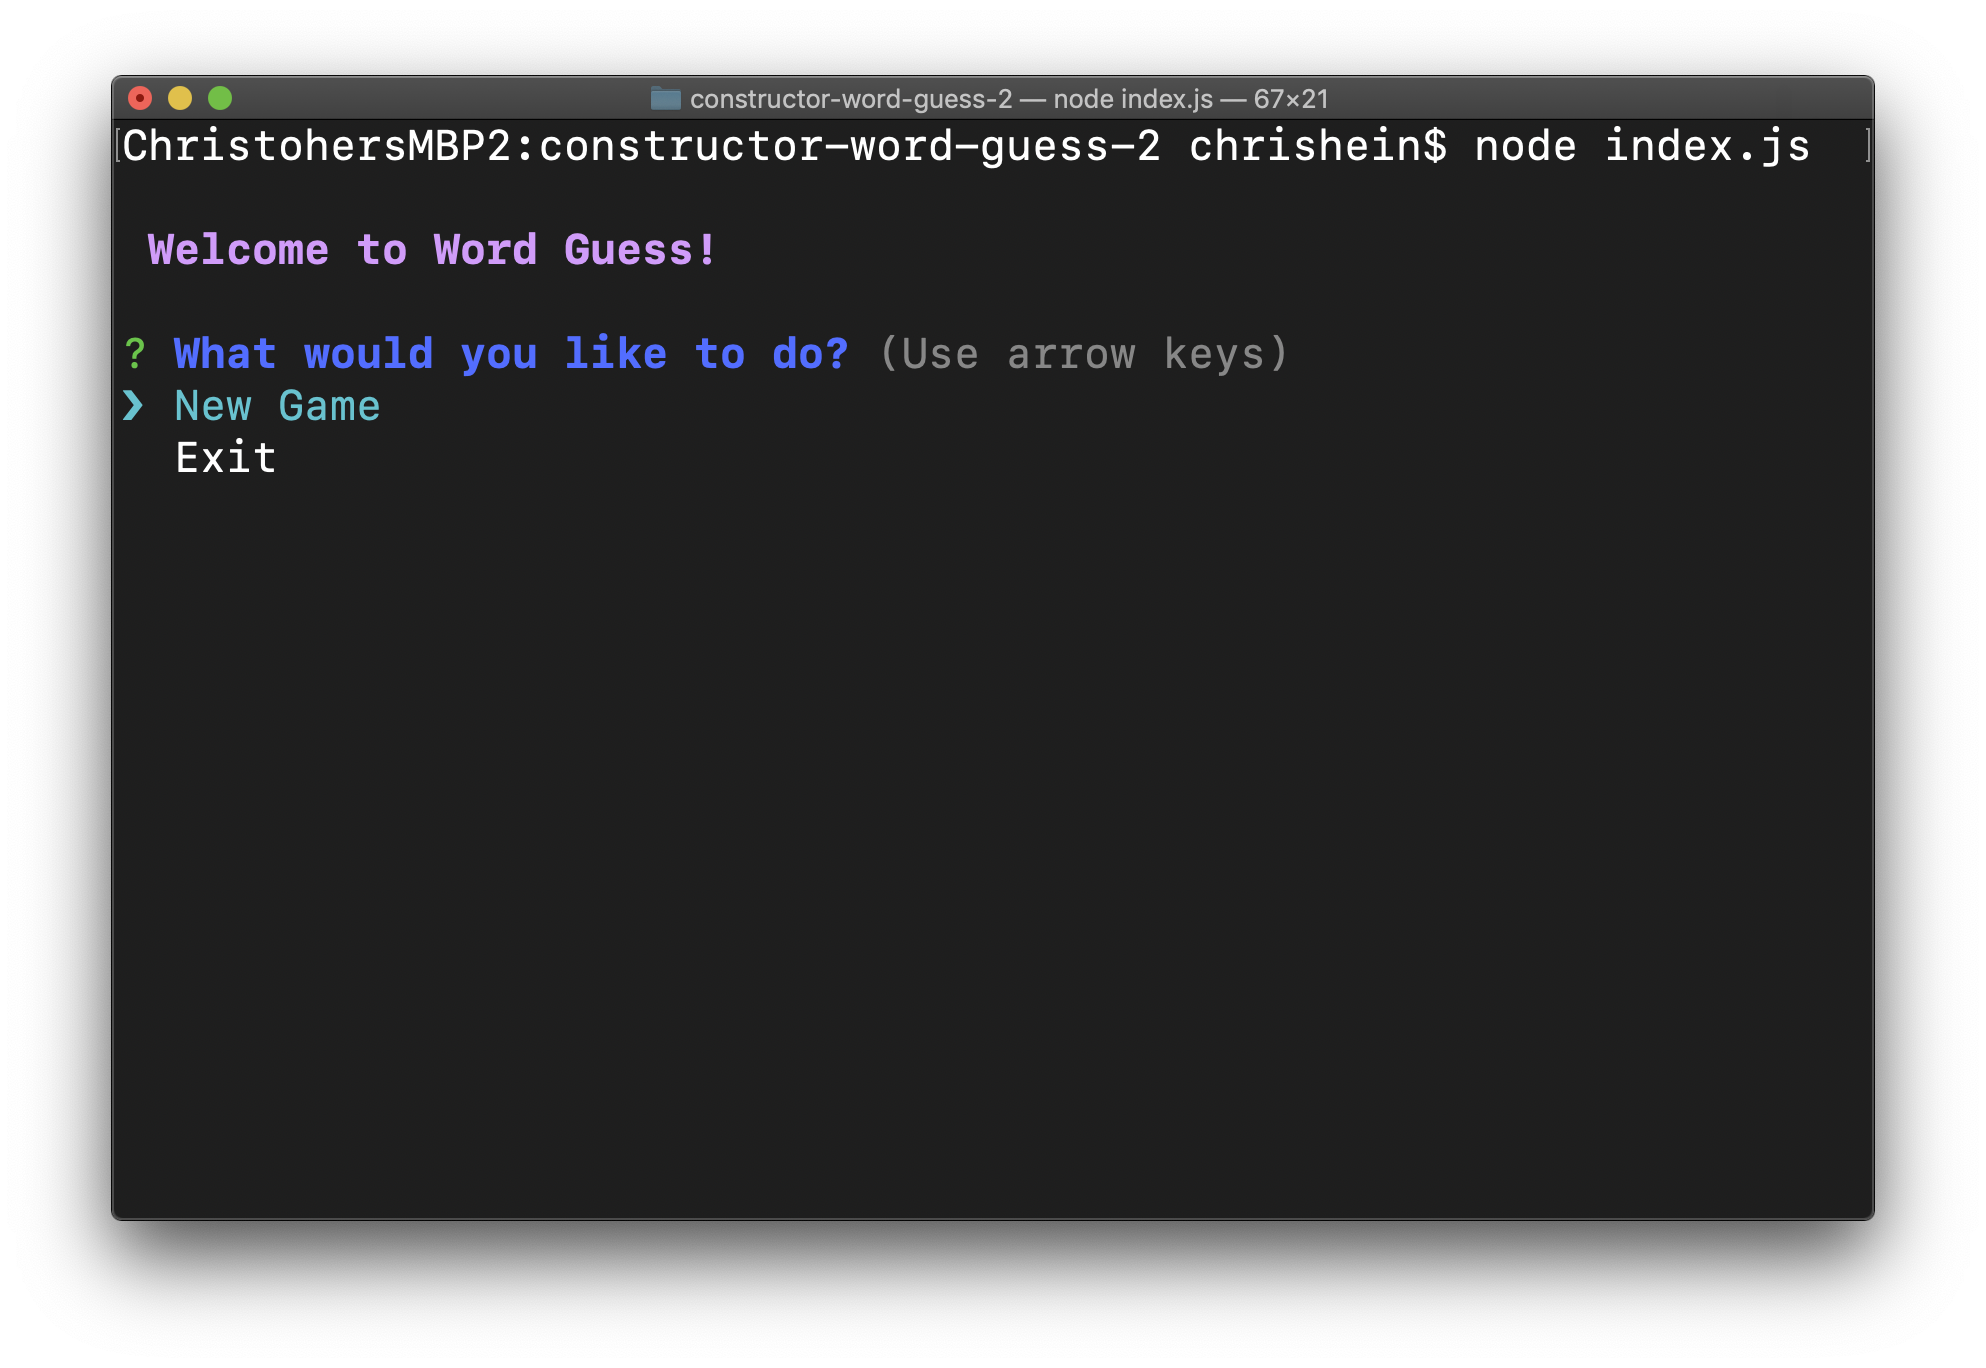 constructor-word-guess-2 — node index.js — 67×21
[ChristohersMBP2:constructor-word-guess-2 chrishein$ node index.js ]
Welcome to Word Guess!
? What would you like to do? (Use arrow keys)
❯ New Game
Exit